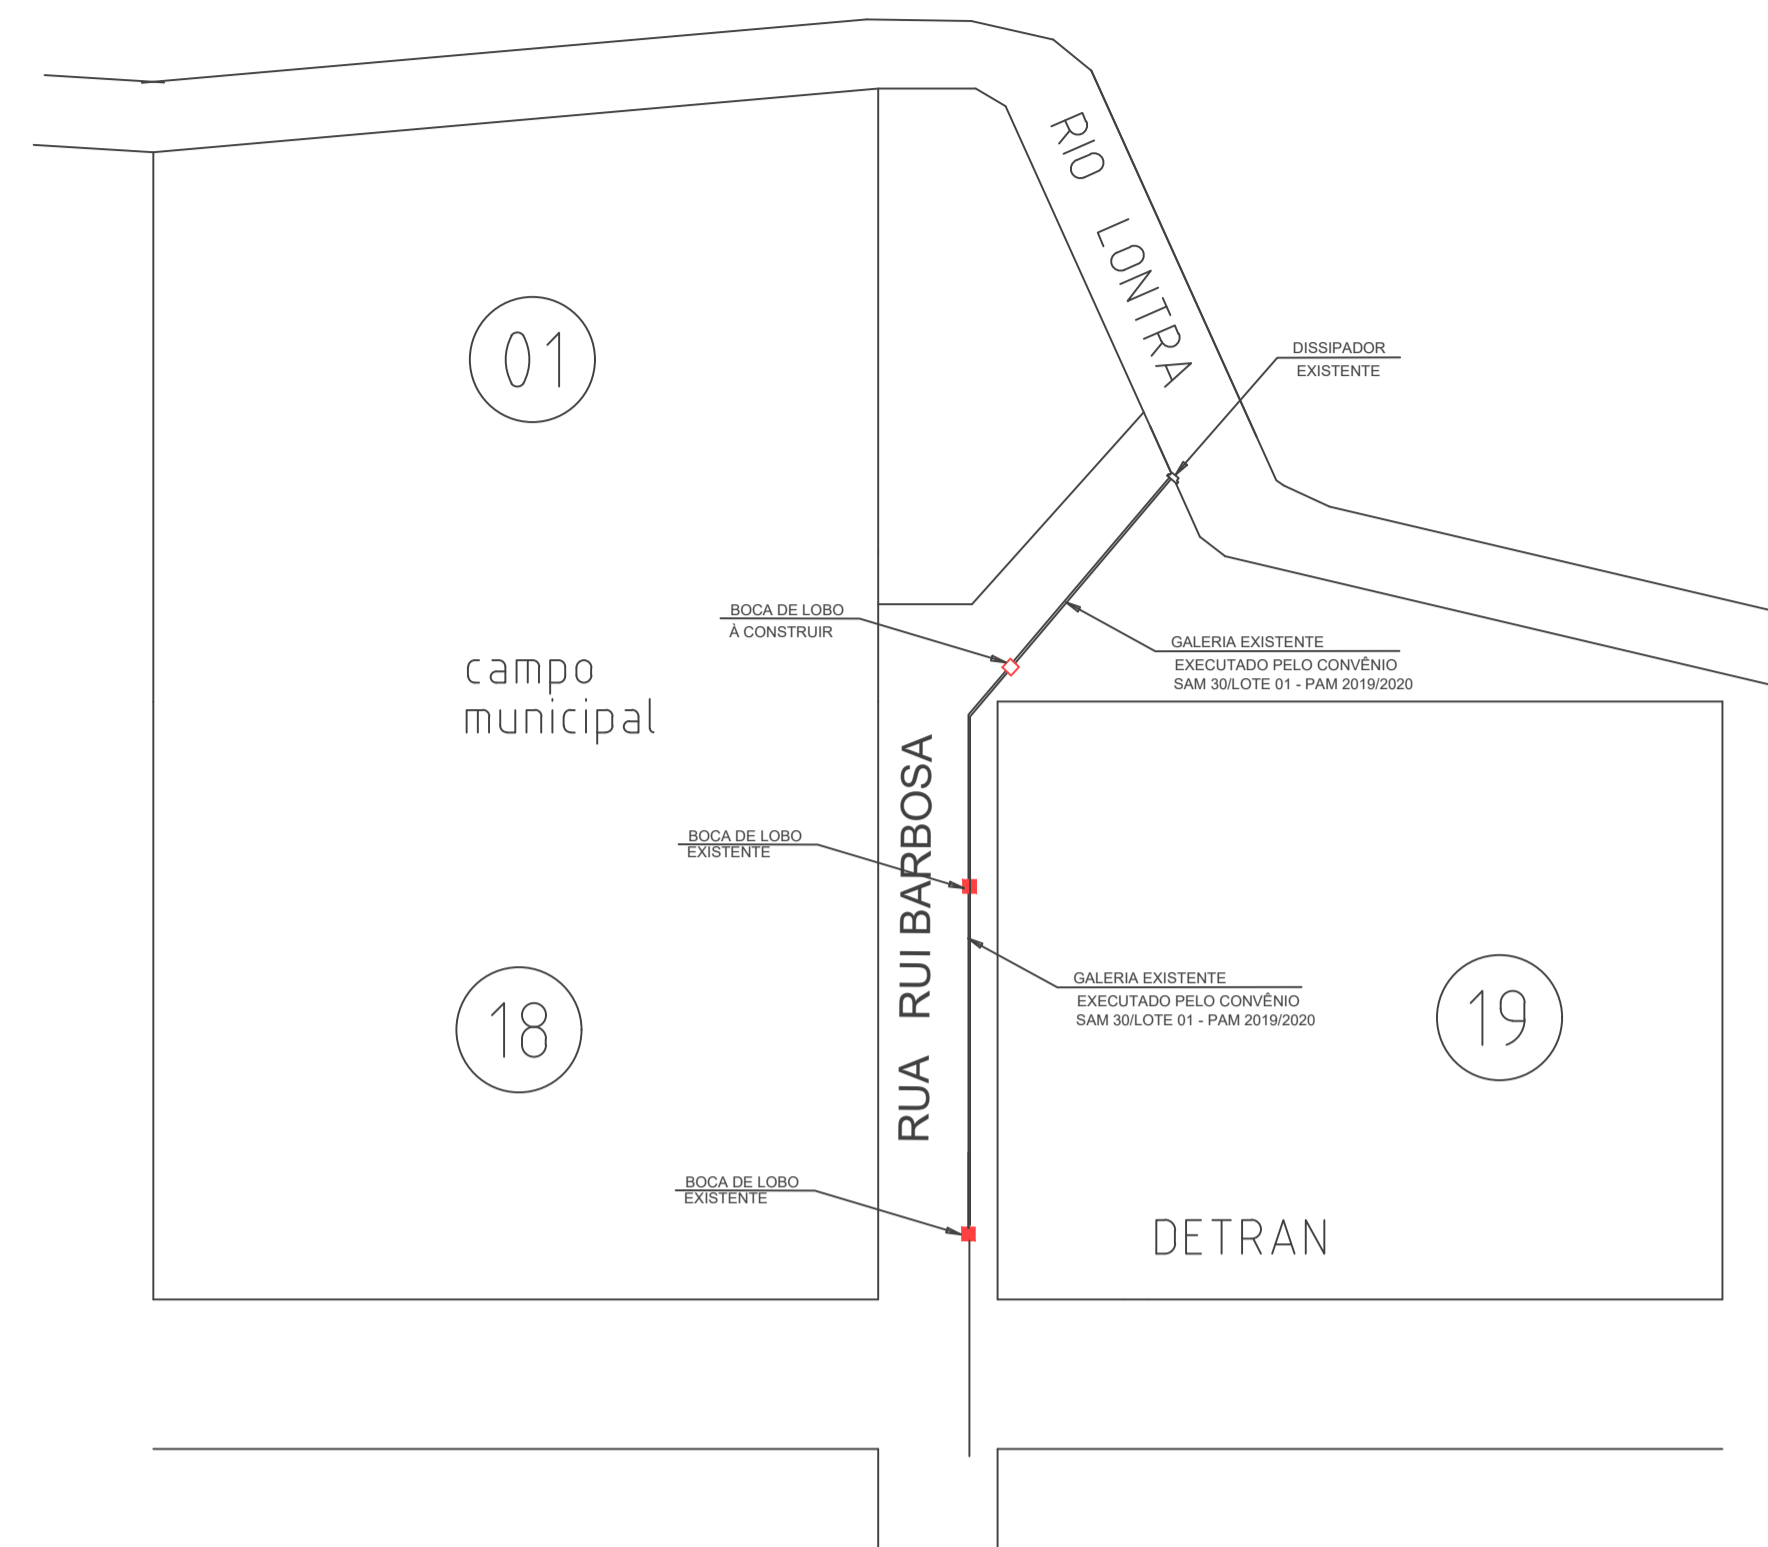 RIO LONTRA
01
DISSIPADOR
EXISTENTE
BOCA DE LOBO
À CONSTRUIR
GALERIA EXISTENTE
EXECUTADO PELO CONVÊNIO
SAM 30/LOTE 01 - PAM 2019/2020
campo
municipal
RUA RUI BARBOSA
BOCA DE LOBO
EXISTENTE
GALERIA EXISTENTE
EXECUTADO PELO CONVÊNIO
SAM 30/LOTE 01 - PAM 2019/2020
18
19
BOCA DE LOBO
EXISTENTE
DETRAN